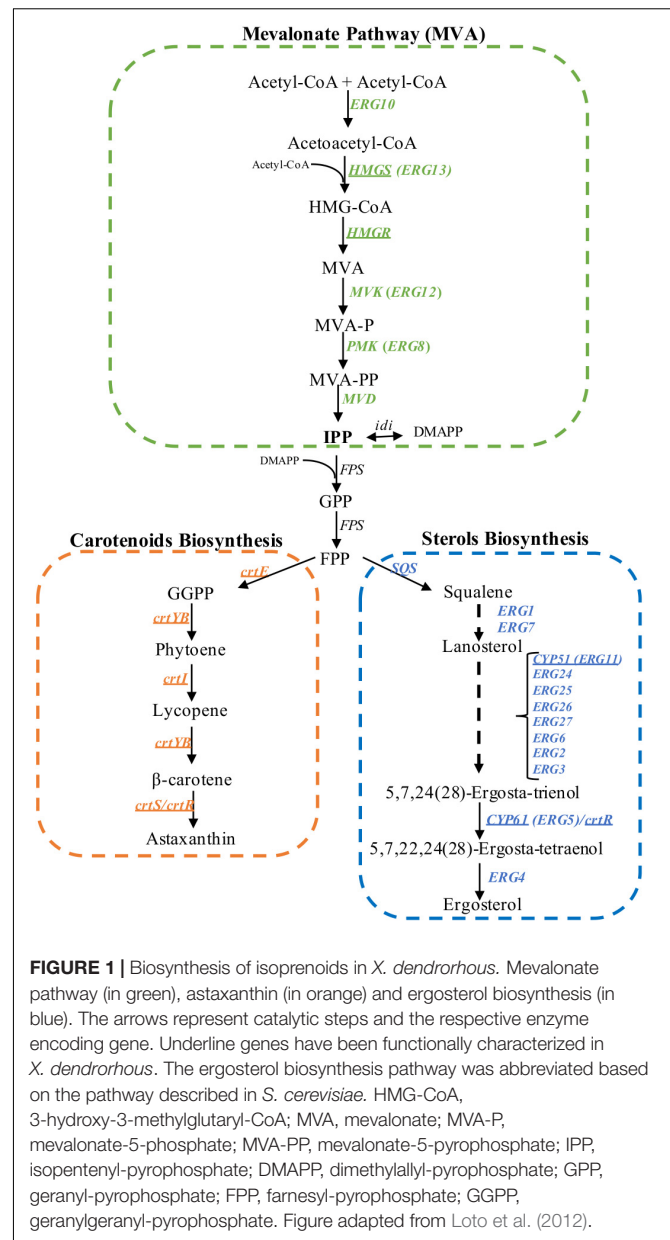 Mevalonate Pathway (MVA)
Acetyl-CoA + Acetyl-CoA
ERG10
Acetoacetyl-CoA
Acetyl-CoA
HMGS (ERG13)
HMG-CoA
HMGR
MVA
MVK (ERG12)
MVA-P
PMK (ERG8)
MVA-PP
MVD
IPP
idi
DMAPP
DMAPP
FPS
GPP
FPS
FPP
Carotenoids Biosynthesis
crtE
GGPP
crtYB
Phytoene
crtI
Lycopene
crtYB
β-carotene
crtS/crtR
Astaxanthin
Sterols Biosynthesis
SQS
Squalene
ERG1
ERG7
Lanosterol
CYP51 (ERG11)
ERG24
ERG25
ERG26
ERG27
ERG6
ERG2
ERG3
5,7,24(28)-Ergosta-trienol
CYP61 (ERG5)/crtR
5,7,22,24(28)-Ergosta-tetraenol
ERG4
Ergosterol
FIGURE 1 | Biosynthesis of isoprenoids in X. dendrorhous. Mevalonate
pathway (in green), astaxanthin (in orange) and ergosterol biosynthesis (in
blue). The arrows represent catalytic steps and the respective enzyme
encoding gene. Underline genes have been functionally characterized in
X. dendrorhous. The ergosterol biosynthesis pathway was abbreviated based
on the pathway described in S. cerevisiae. HMG-CoA,
3-hydroxy-3-methylglutaryl-CoA; MVA, mevalonate; MVA-P,
mevalonate-5-phosphate; MVA-PP, mevalonate-5-pyrophosphate; IPP,
isopentenyl-pyrophosphate; DMAPP, dimethylallyl-pyrophosphate; GPP,
geranyl-pyrophosphate; FPP, farnesyl-pyrophosphate; GGPP,
geranylgeranyl-pyrophosphate. Figure adapted from Loto et al. (2012).